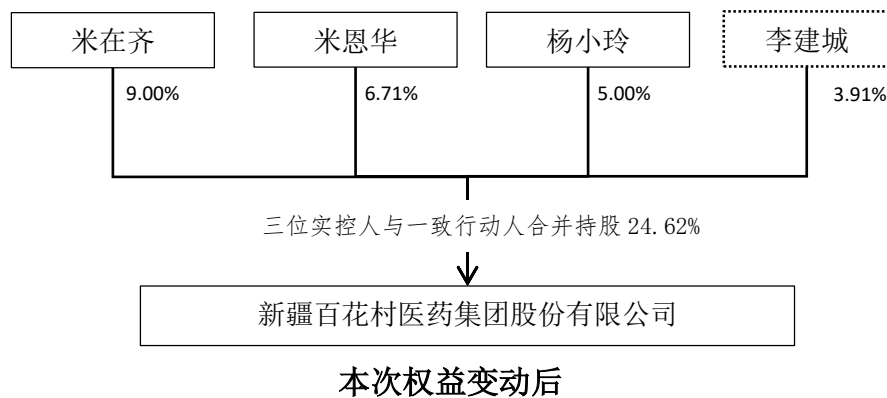 米在齐 米恩华 杨小玲 李建城
9.00% 6.71% 5.00% 3.91%
三位实控人与一致行动人合并持股 24.62%
新疆百花村医药集团股份有限公司
本次权益变动后